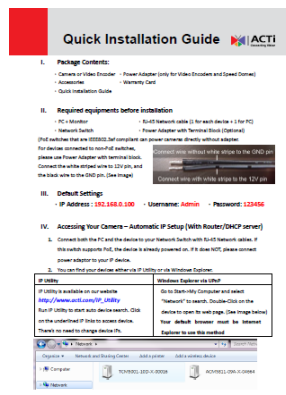 Quick Installation Guide
ACTi
Connecting Vision
I. Package Contents:
- Camera or Video Encoder - Power Adapter (only for Video Encoders and Speed Domes)
- Accessories - Warranty Card
- Quick Installation Guide
II. Required equipments before installation
- PC + Monitor - RJ-45 Network cable (1 for each device + 1 for PC)
- Network Switch - Power Adapter with Terminal Block (Optional)
(PoE switches that are IEEE802.3af compliant can power cameras directly without adapter.
For devices connected to non-PoE switches,
please use Power Adapter with terminal block.
Connect the white striped wire to 12V pin, and
the black wire to the GND pin. (See image)
Connect wire without white stripe to the GND pin
Connect wire with white stripe to the 12V pin
III. Default Settings
- IP Address : 192.168.0.100 - Username: Admin - Password: 123456
IV. Accessing Your Camera – Automatic IP Setup (With Router/DHCP server)
1. Connect both the PC and the device to your Network Switch with RJ-45 Network cables. If
this switch supports PoE, the device is already powered on. If it does NOT, please connect
power adaptor to your IP device.
2. You can find your devices either via IP Utility or via Windows Explorer.
IP Utility
IP Utility is available on our website
http://www.acti.com/IP_Utility
Run IP Utility to start auto device search. Click
on the underlined IP links to access device.
There's no need to change device IPs.
Windows Explorer via UPnP
Go to Start->My Computer and select
"Network" to search. Double-Click on the
device to open its web page. (See image below)
Your default browser must be Internet
Explorer to use this method
Network
Organize Network and Sharing Center Add a printer Add a wireless device
Computer
Network